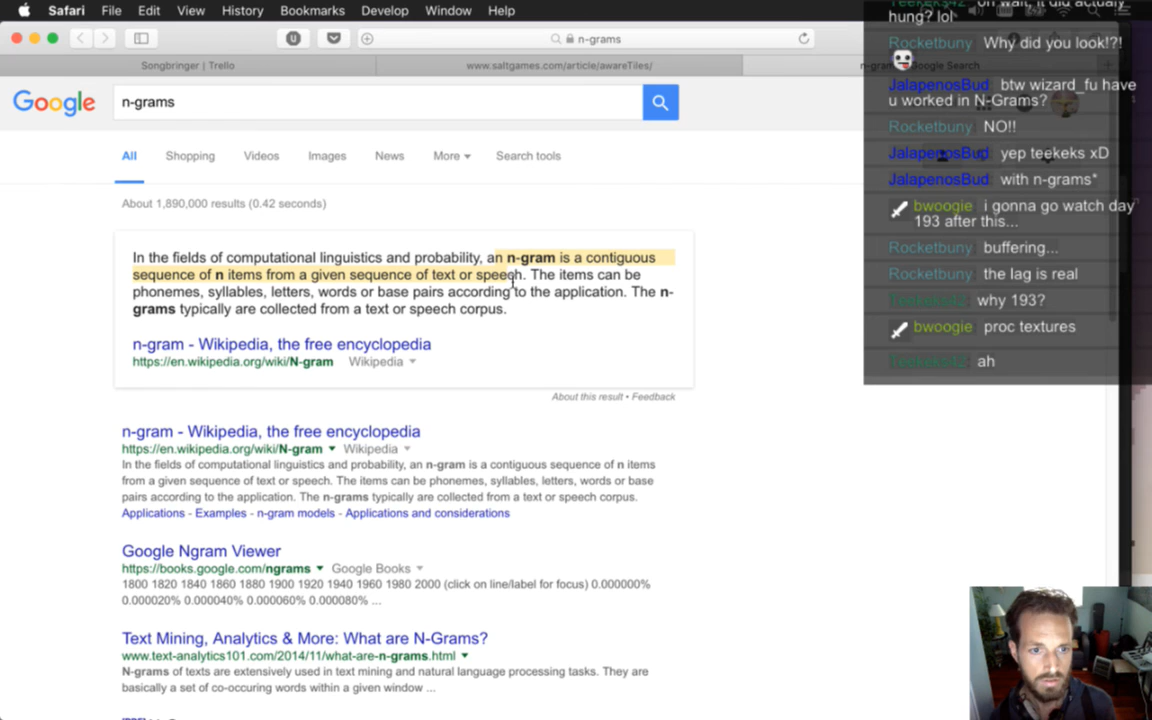 Safari File Edit View History Bookmarks Develop Window Help
n-grams
Songbringer | Trello
www.saltgames.com/article/awareTiles/
Google Search
Google
n-grams
All Shopping Videos Images News More Search tools
About 1,890,000 results (0.42 seconds)
In the fields of computational linguistics and probability, an n-gram is a contiguous
sequence of n items from a given sequence of text or speech. The items can be
phonemes, syllables, letters, words or base pairs according to the application. The n-
grams typically are collected from a text or speech corpus.
n-gram - Wikipedia, the free encyclopedia
https://en.wikipedia.org/wiki/N-gram Wikipedia
About this result • Feedback
n-gram - Wikipedia, the free encyclopedia
https://en.wikipedia.org/wiki/N-gram Wikipedia
In the fields of computational linguistics and probability, an n-gram is a contiguous sequence of n items
from a given sequence of text or speech. The items can be phonemes, syllables, letters, words or base
pairs according to the application. The n-grams typically are collected from a text or speech corpus.
Applications - Examples - n-gram models - Applications and considerations
Google Ngram Viewer
https://books.google.com/ngrams Google Books
1800 1820 1840 1860 1880 1900 1920 1940 1960 1980 2000 (click on line/label for focus) 0.000000%
0.000020% 0.000040% 0.000060% 0.000080% ...
Text Mining, Analytics & More: What are N-Grams?
www.text-analytics101.com/2014/11/what-are-n-grams.html
N-grams of texts are extensively used in text mining and natural language processing tasks. They are
basically a set of co-occuring words within a given window ...
hung? lol
Rocketbuny Why did you look!?!
JalapenosBud btw wizard_fu have
u worked in N-Grams?
Rocketbuny NO!!
JalapenosBud yep teekeks xD
JalapenosBud with n-grams*
bwoogie i gonna go watch day
193 after this...
Rocketbuny buffering...
Rocketbuny the lag is real
Teekeks42 why 193?
bwoogie proc textures
Teekeks42 ah